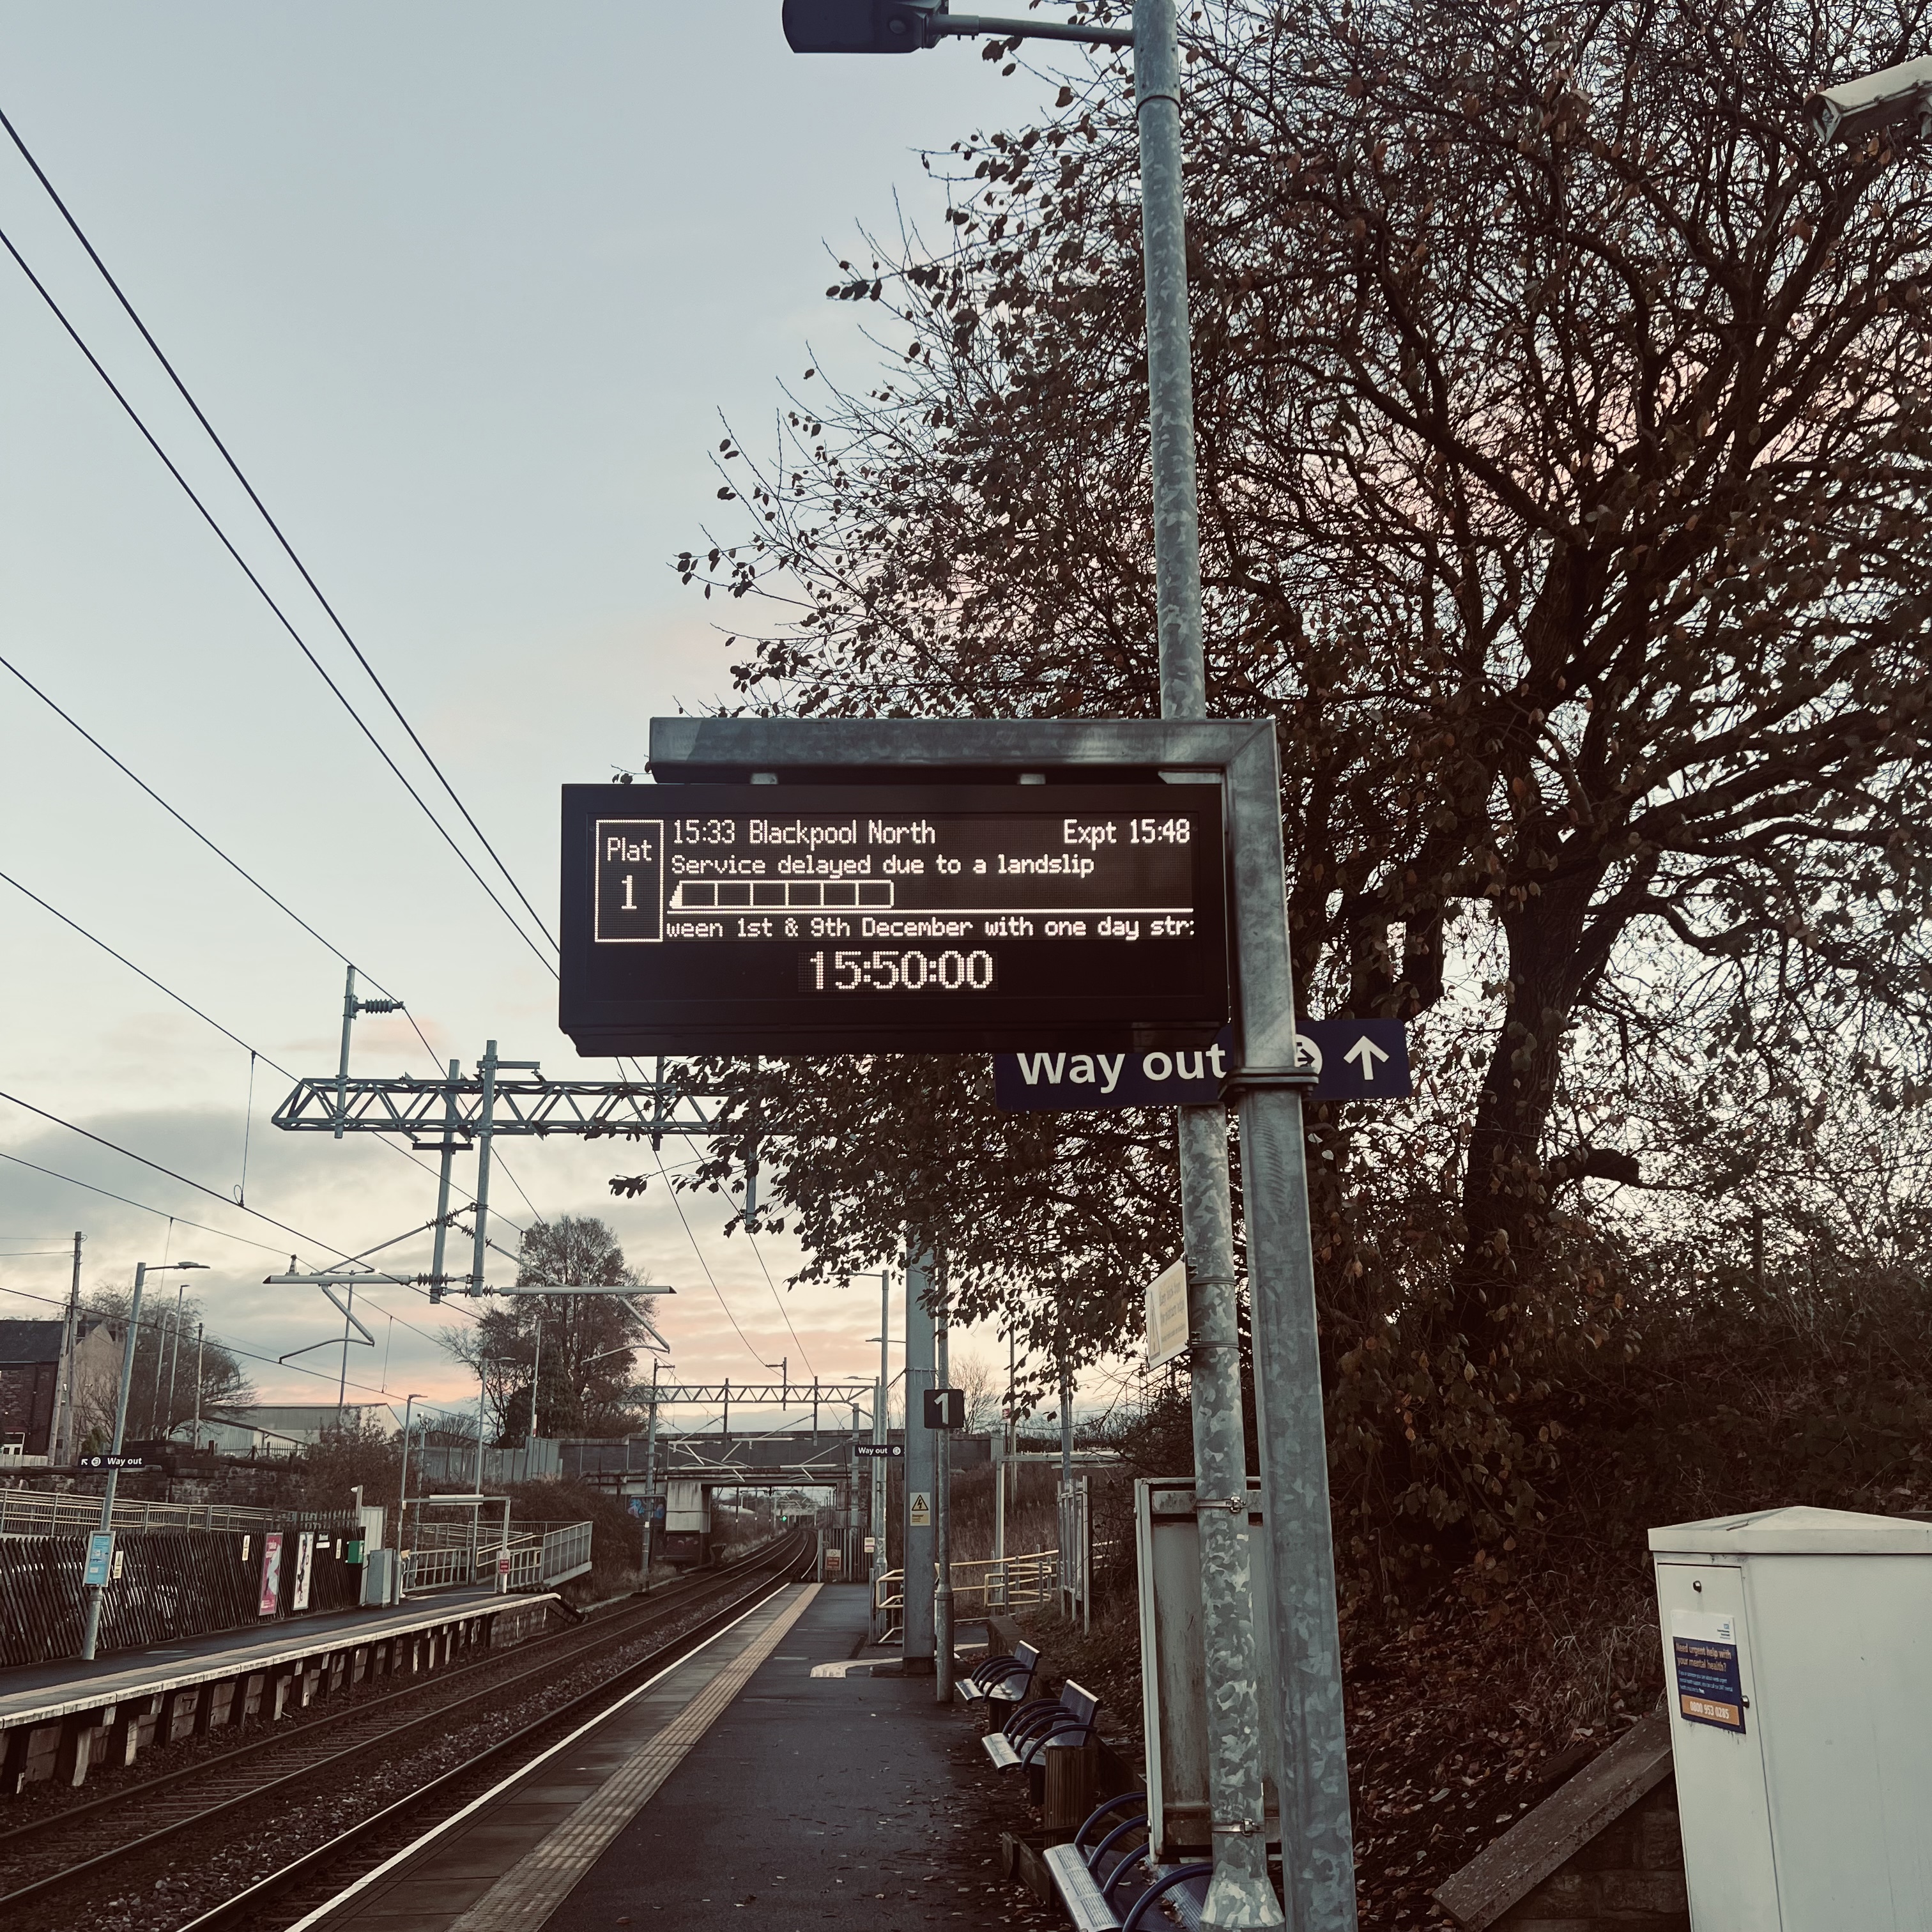 Plat
1
15:33 Blackpool North Expt 15:48
Service delayed due to a landslip
ween 1st & 9th December with one day str
15:50:00
Way out
1
Way out
Way out
Need urgent help with
your mental health?
0800 953 0285